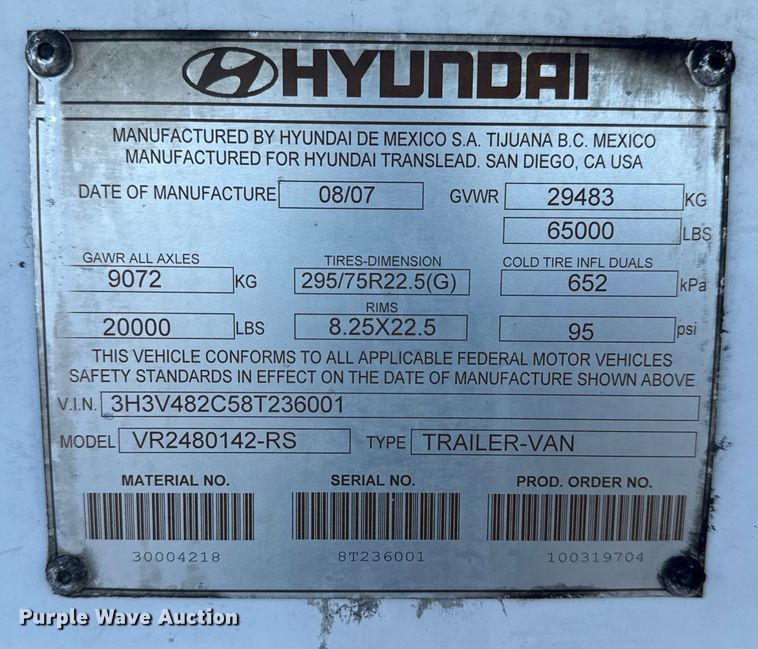 HYUNDAI
MANUFACTURED BY HYUNDAI DE MEXICO S.A. TIJUANA B.C. MEXICO
MANUFACTURED FOR HYUNDAI TRANSLEAD. SAN DIEGO, CA USA
DATE OF MANUFACTURE 08/07 GVWR 29483 KG
65000 LBS
GAWR ALL AXLES TIRES-DIMENSION COLD TIRE INFL DUALS
9072 KG 295/75R22.5(G) 652 kPa
RIMS
20000 LBS 8.25X22.5 95 psi
THIS VEHICLE CONFORMS TO ALL APPLICABLE FEDERAL MOTOR VEHICLES
SAFETY STANDARDS IN EFFECT ON THE DATE OF MANUFACTURE SHOWN ABOVE
V.I.N. 3H3V482C58T236001
MODEL VR2480142-RS TYPE TRAILER-VAN
MATERIAL NO. SERIAL NO. PROD. ORDER NO.
30004218 8T236001 100319704
Purple Wave Auction